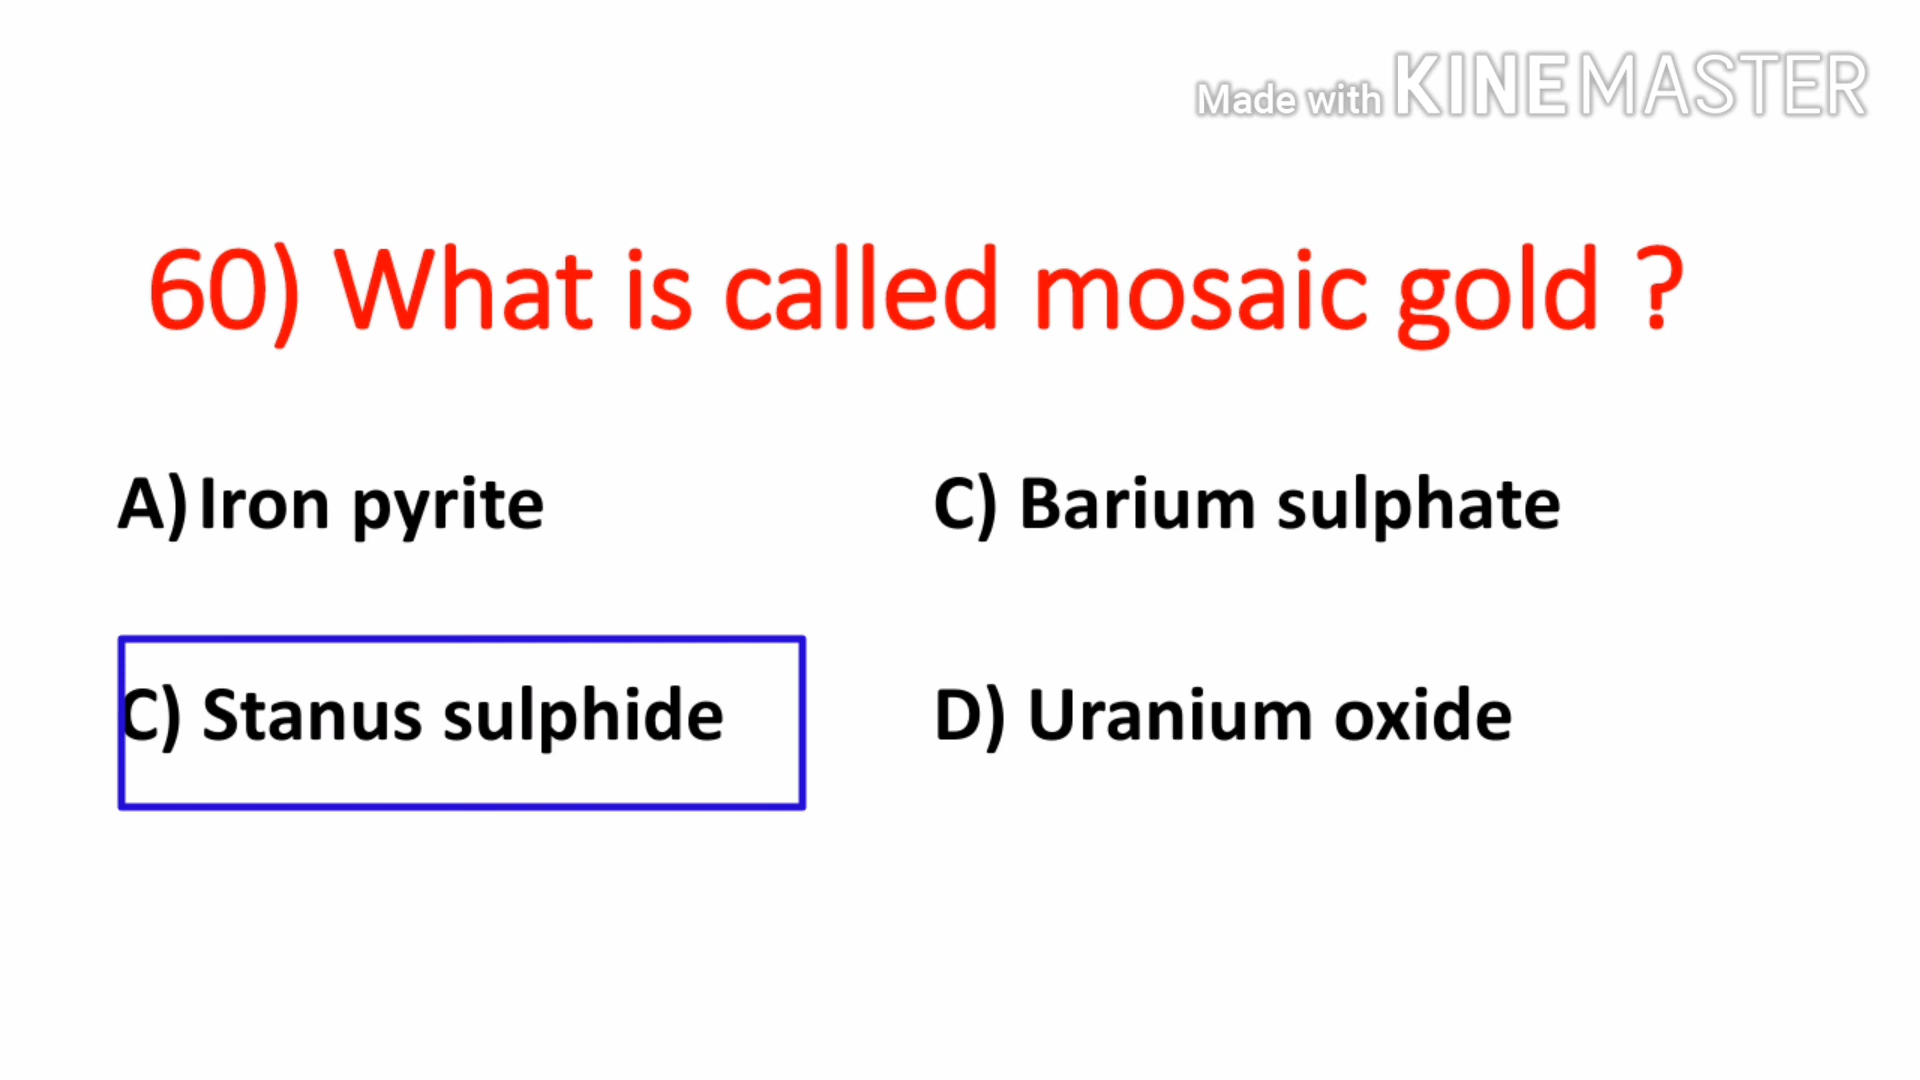 Made with KINEMASTER
60) What is called mosaic gold ?
A) Iron pyrite
C) Barium sulphate
C) Stanus sulphide
D) Uranium oxide